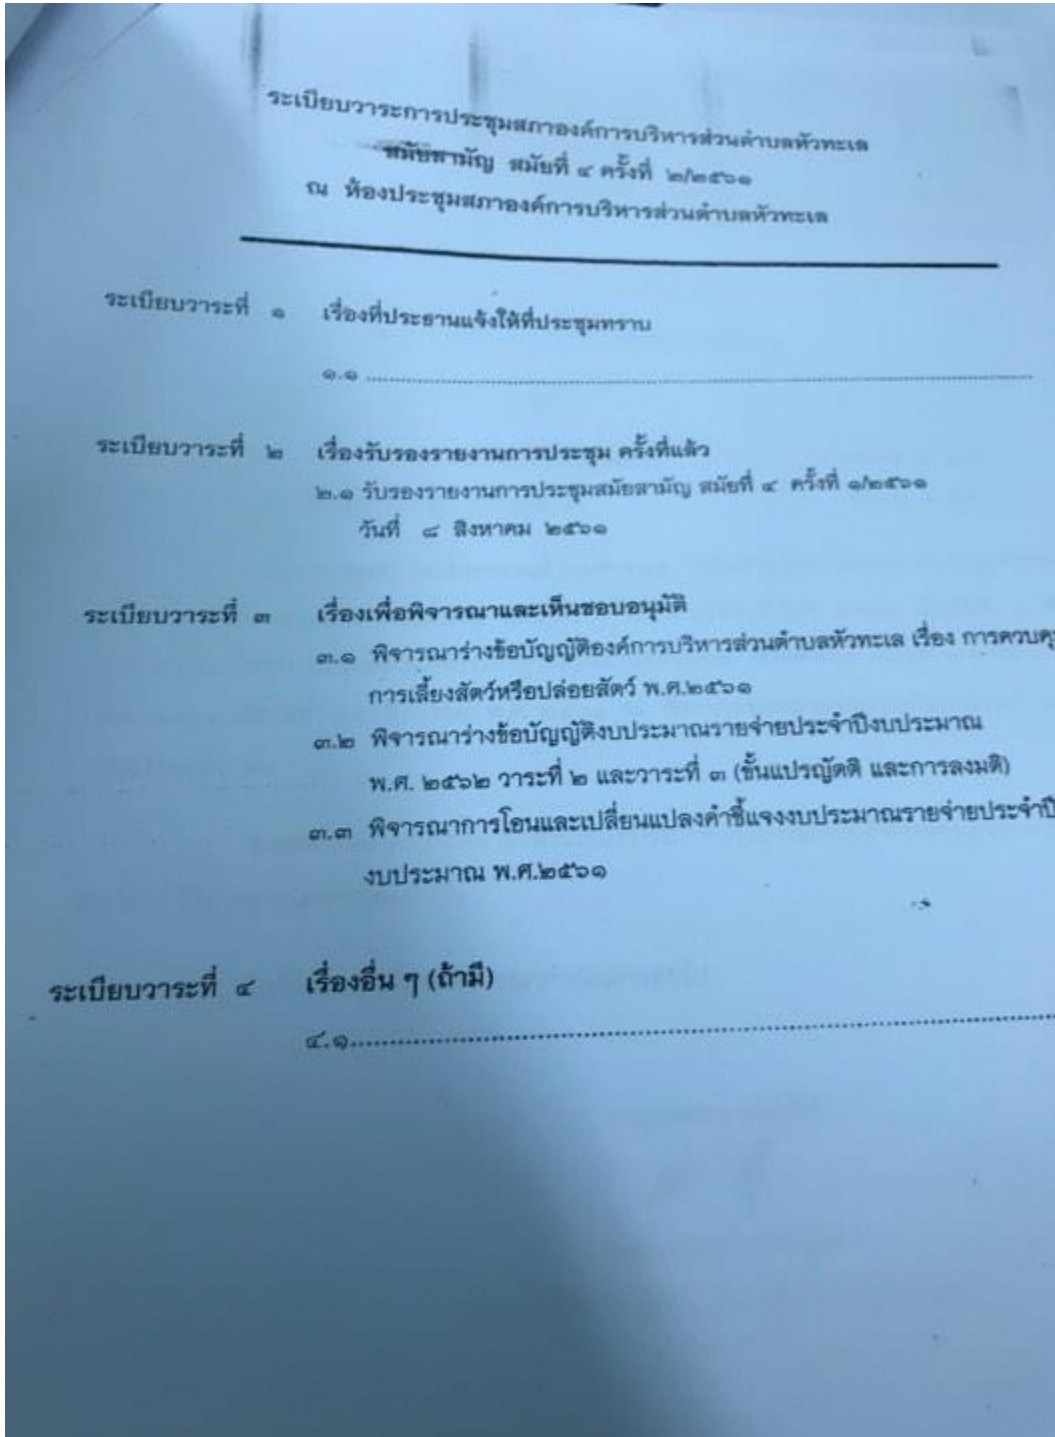 ระเบียบวาระการประชุมสภาองค์การบริหารส่วนตำบลหัวทะเล
สมัยสามัญ สมัยที่ ๔ ครั้งที่ ๒/๒๕๖๑
ณ ห้องประชุมสภาองค์การบริหารส่วนตำบลหัวทะเล
ระเบียบวาระที่ ๑ เรื่องที่ประธานแจ้งให้ที่ประชุมทราบ
๑.๑ ..........................................................................
ระเบียบวาระที่ ๒ เรื่องรับรองรายงานการประชุม ครั้งที่แล้ว
๒.๑ รับรองรายงานการประชุมสมัยสามัญ สมัยที่ ๔ ครั้งที่ ๑/๒๕๖๑
วันที่ ๘ สิงหาคม ๒๕๖๑
ระเบียบวาระที่ ๓ เรื่องเพื่อพิจารณาและเห็นชอบอนุมัติ
๓.๑ พิจารณาร่างข้อบัญญัติองค์การบริหารส่วนตำบลหัวทะเล เรื่อง การควบคุ
การเลี้ยงสัตว์หรือปล่อยสัตว์ พ.ศ.๒๕๖๑
๓.๒ พิจารณาร่างข้อบัญญัติงบประมาณรายจ่ายประจำปีงบประมาณ
พ.ศ. ๒๕๖๒ วาระที่ ๒ และวาระที่ ๓ (ขั้นแปรญัตติ และการลงมติ)
๓.๓ พิจารณาการโอนและเปลี่ยนแปลงคำชี้แจงงบประมาณรายจ่ายประจำปี
งบประมาณ พ.ศ.๒๕๖๑
ระเบียบวาระที่ ๔ เรื่องอื่น ๆ (ถ้ามี)
๔.๑..........................................................................